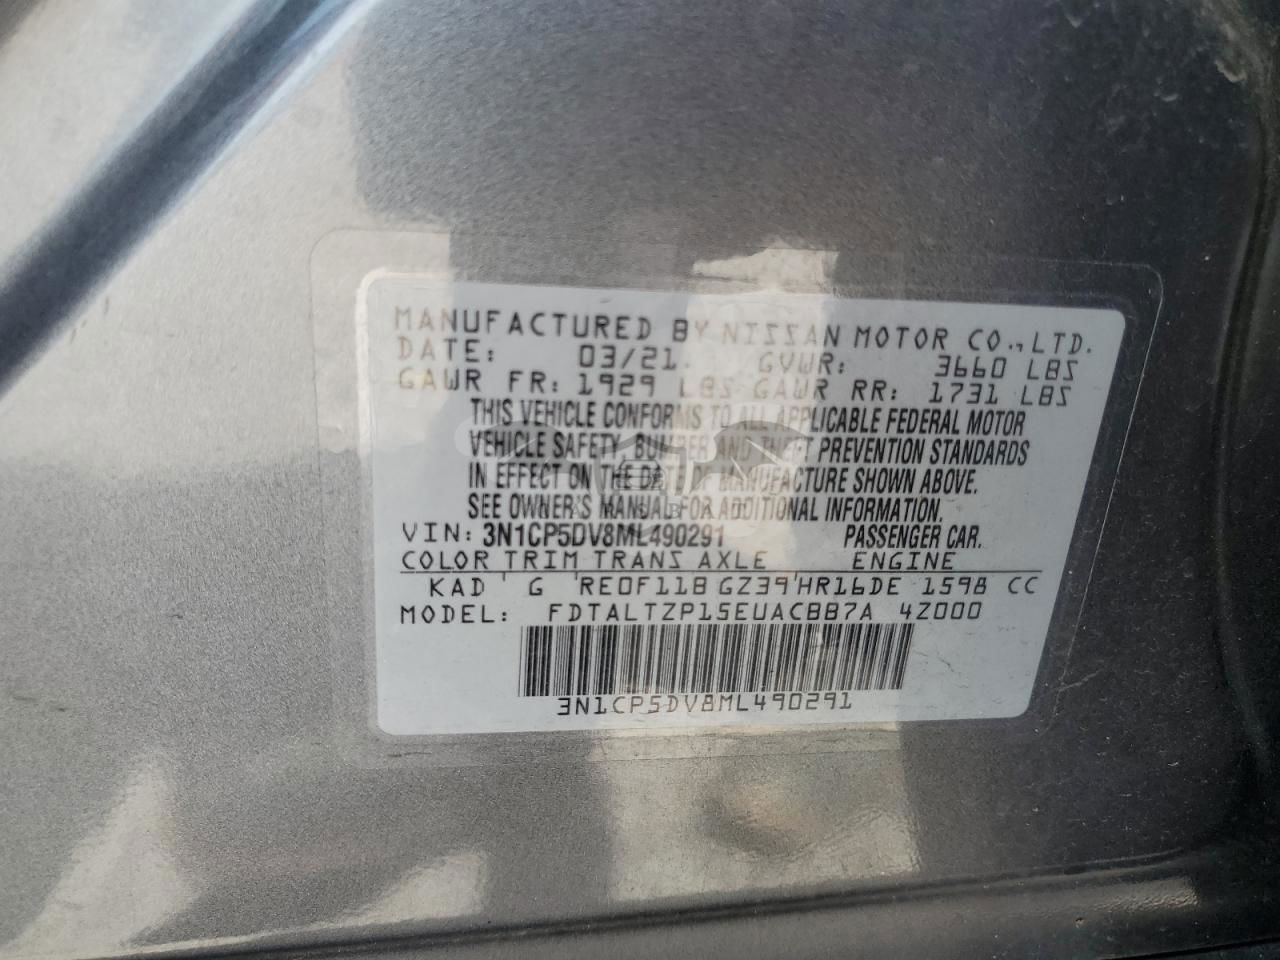 MANUFACTURED BY NISSAN MOTOR CO., LTD.
DATE: 03/21 GVWR: 3660 LBS
GAWR FR: 1929 LBS GAWR RR: 1731 LBS
THIS VEHICLE CONFORMS TO ALL APPLICABLE FEDERAL MOTOR
VEHICLE SAFETY, BUMPER AND THEFT PREVENTION STANDARDS
IN EFFECT ON THE DATE OF MANUFACTURE SHOWN ABOVE.
SEE OWNER'S MANUAL FOR ADDITIONAL INFORMATION.
VIN: 3N1CP5DV8ML490291 PASSENGER CAR.
COLOR TRIM TRANS AXLE ENGINE
KAD ' G 'RE0F11B GZ39'HR16DE 1598 CC
MODEL: FDTALTZP15EUACBB7A 4Z000
3N1CP5DV8ML490291